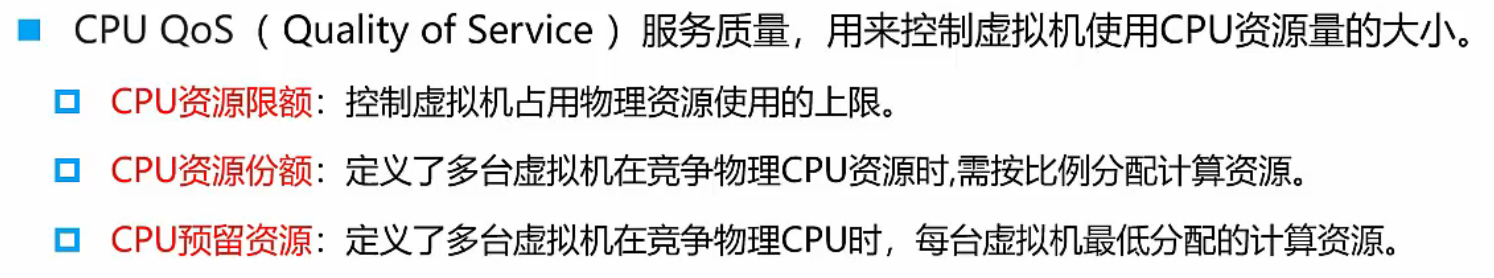 CPU QoS（Quality of Service）服务质量，用来控制虚拟机使用CPU资源量的大小。
CPU资源限额：控制虚拟机占用物理资源使用的上限。
CPU资源份额：定义了多台虚拟机在竞争物理CPU资源时,需按比例分配计算资源。
CPU预留资源：定义了多台虚拟机在竞争物理CPU时，每台虚拟机最低分配的计算资源。